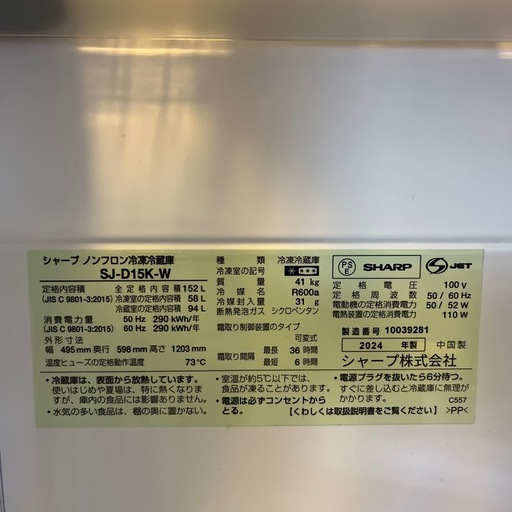 シャープ ノンフロン冷凍冷蔵庫
SJ-D15K-W
定格内容積 全定格内容積 152 L
(JIS C 9801-3:2015) 冷凍室の定格内容積 58 L
冷蔵室の定格内容積 94 L
消費電力量 50 Hz 290 kWh/年
(JIS C 9801-3:2015) 60 Hz 290 kWh/年
外形寸法
幅 495 mm 奥行 598 mm 高さ 1203 mm
温度ヒューズの定格動作温度 73℃
種類 冷凍冷蔵庫
冷凍室の記号 ****
質量 41 kg
冷媒名 R600a
冷媒封入量 31 g
断熱発泡ガス シクロペンタン
霜取り制御装置のタイプ
可変式
霜取り間隔 最長 36 時間
最短 6 時間
PS E SHARP JET
定格電圧 100 V
定格周波数 50 / 60 Hz
電動機の定格消費電力 50 / 52 W
電熱装置の定格消費電力 110 W
製造番号 10039281
2024 年製 中国製
シャープ株式会社
・冷蔵庫は、表面から放熱しています。
使いはじめや夏場は、特に熱くなりま
すが、庫内の食品には影響ありません。
・水気の多い食品は、棚の奥に置かない。
・室温が約5℃以下では、
食品が凍ることがあります。
・電源は必ずコンセントから
とる。
・電源プラグを抜いたら6分待つ。
すぐに差し込むと冷蔵庫に無理が
かかります。
【くわしくは取扱説明書をご覧ください】
C557
>PP<